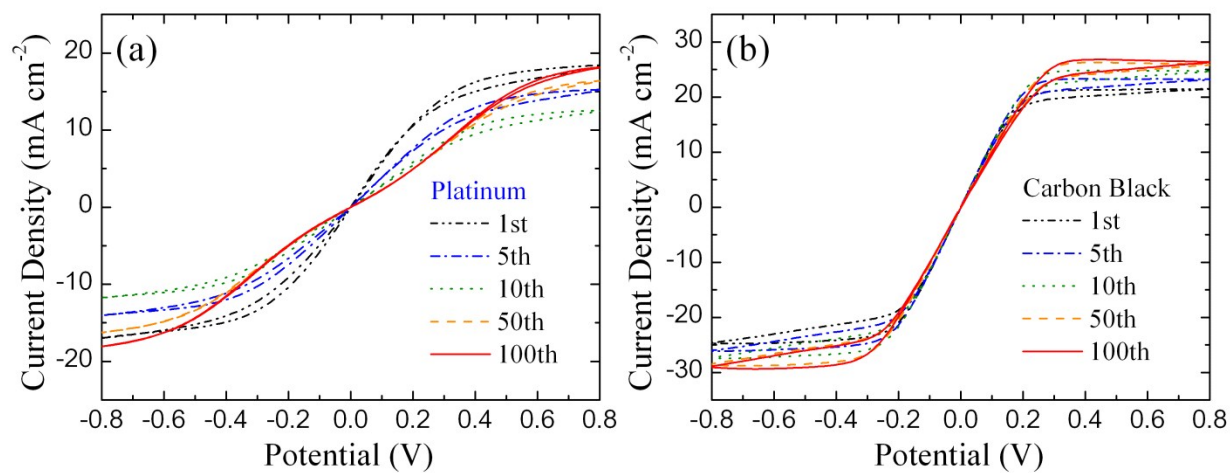 (a)
Current Density (mA cm-2)
20
10
0
-10
-20
Platinum
1st
5th
10th
50th
100th
-0.8 -0.6 -0.4 -0.2 0.0 0.2 0.4 0.6 0.8
Potential (V)
(b)
Current Density (mA cm-2)
30
20
10
0
-10
-20
-30
Carbon Black
1st
5th
10th
50th
100th
-0.8 -0.6 -0.4 -0.2 0.0 0.2 0.4 0.6 0.8
Potential (V)